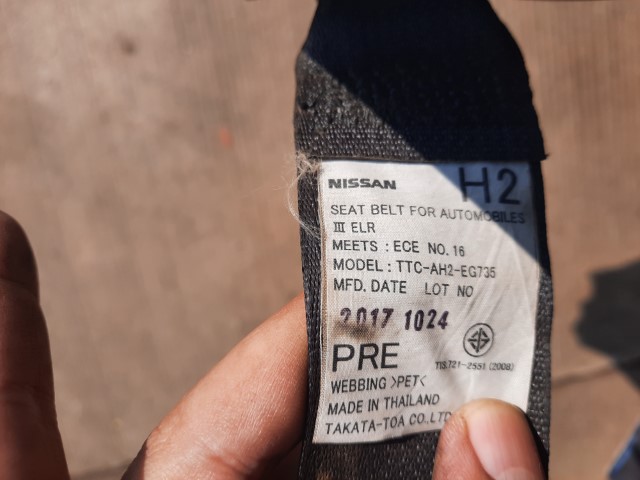 NISSAN H2
SEAT BELT FOR AUTOMOBILES
III ELR
MEETS : ECE NO. 16
MODEL : TTC-AH2-EG735
MFD. DATE LOT NO
2017 1024
PRE
TIS.721-2551 (2008)
WEBBING >PET<
MADE IN THAILAND
TAKATA-TOA CO.LTD